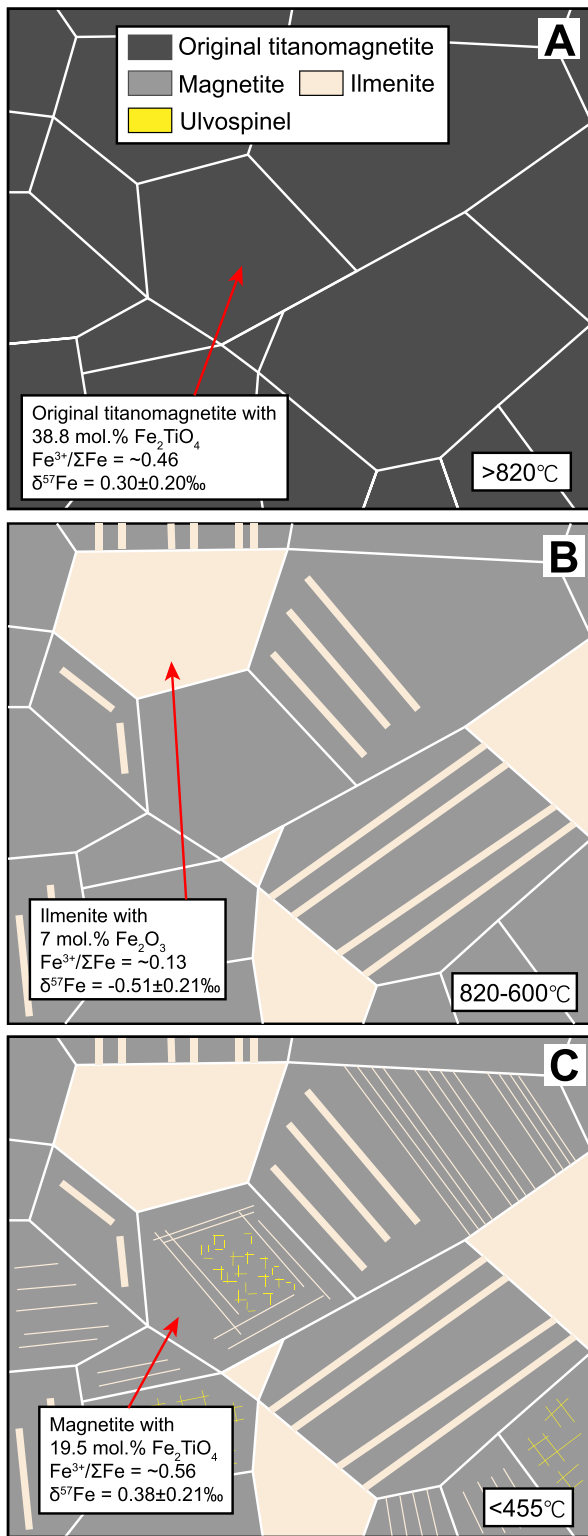 A
Original titanomagnetite
Magnetite Ilmenite
Ulvospinel
Original titanomagnetite with
38.8 mol.% Fe₂TiO₄
Fe³⁺/ΣFe = ~0.46
δ⁵⁷Fe = 0.30±0.20‰
>820℃
B
Ilmenite with
7 mol.% Fe₂O₃
Fe³⁺/ΣFe = ~0.13
δ⁵⁷Fe = -0.51±0.21‰
820-600℃
C
Magnetite with
19.5 mol.% Fe₂TiO₄
Fe³⁺/ΣFe = ~0.56
δ⁵⁷Fe = 0.38±0.21‰
<455℃